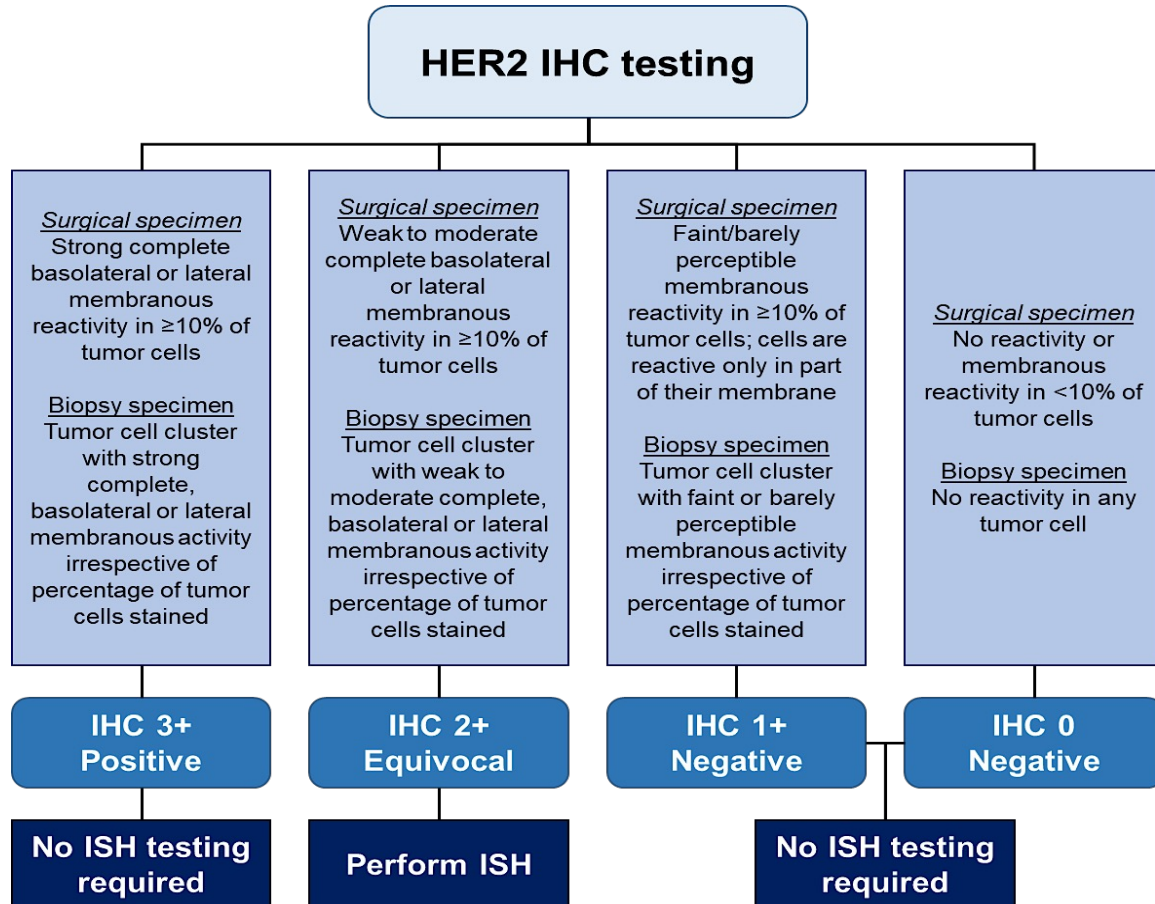 HER2 IHC testing
Surgical specimen
Strong complete
basolateral or lateral
membranous
reactivity in ≥10% of
tumor cells
Biopsy specimen
Tumor cell cluster
with strong
complete,
basolateral or lateral
membranous activity
irrespective of
percentage of tumor
cells stained
Surgical specimen
Weak to moderate
complete basolateral
or lateral
membranous
reactivity in ≥10% of
tumor cells
Biopsy specimen
Tumor cell cluster
with weak to
moderate complete,
basolateral or lateral
membranous activity
irrespective of
percentage of tumor
cells stained
Surgical specimen
Faint/barely
perceptible
membranous
reactivity in ≥10% of
tumor cells; cells are
reactive only in part
of their membrane
Biopsy specimen
Tumor cell cluster
with faint or barely
perceptible
membranous activity
irrespective of
percentage of tumor
cells stained
Surgical specimen
No reactivity or
membranous
reactivity in <10% of
tumor cells
Biopsy specimen
No reactivity in any
tumor cell
IHC 3+
Positive
IHC 2+
Equivocal
IHC 1+
Negative
IHC 0
Negative
No ISH testing
required
Perform ISH
No ISH testing
required